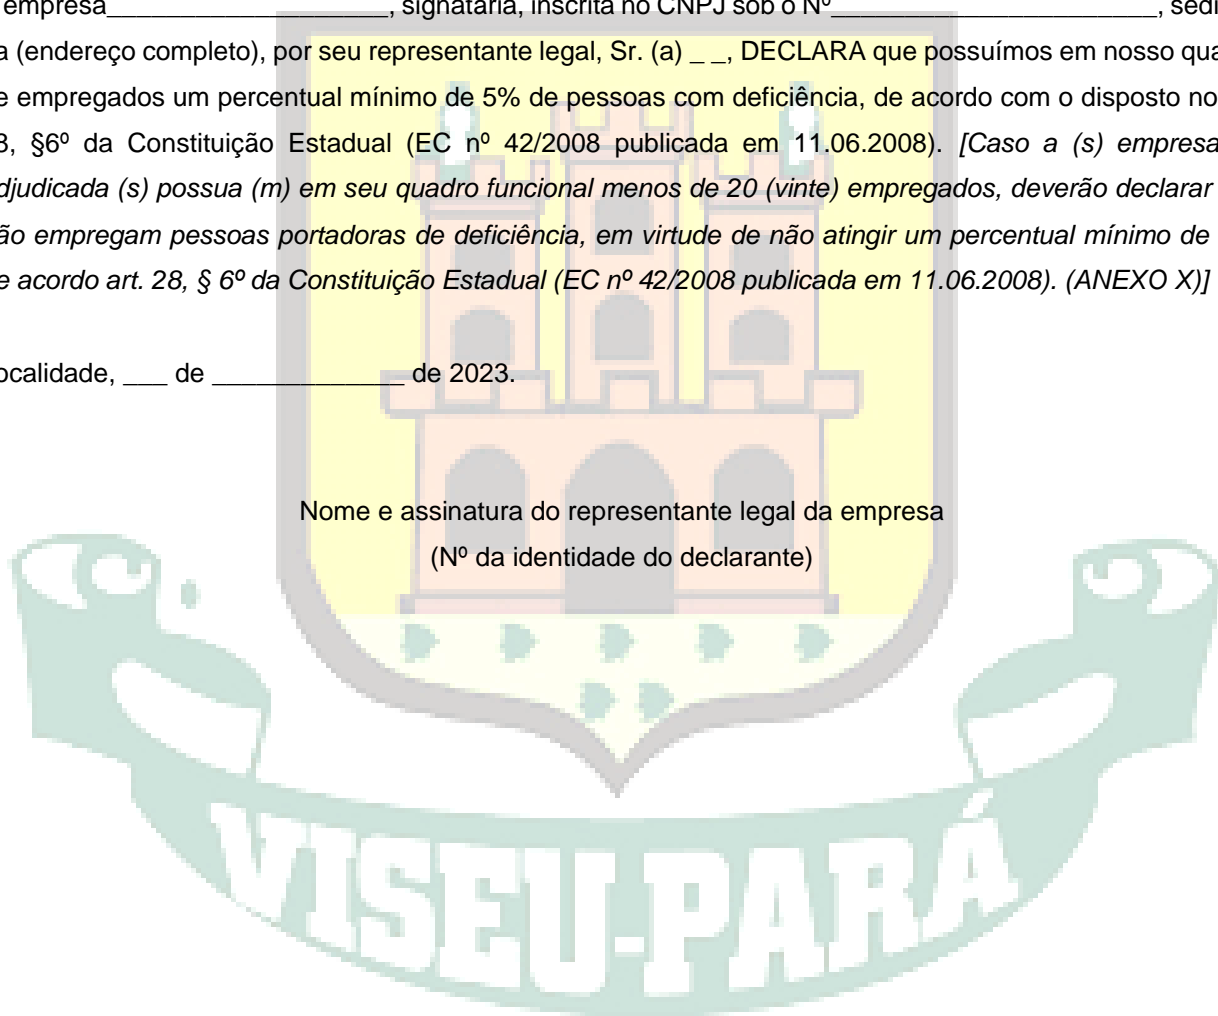 empresa___________________, signatária, inscrita no CNPJ sob o Nº______________________, sedi
a (endereço completo), por seu representante legal, Sr. (a) _ _, DECLARA que possuímos em nosso qua
e empregados um percentual mínimo de 5% de pessoas com deficiência, de acordo com o disposto no
8, §6º da Constituição Estadual (EC nº 42/2008 publicada em 11.06.2008). [Caso a (s) empresa
djudicada (s) possua (m) em seu quadro funcional menos de 20 (vinte) empregados, deverão declarar
ão empregam pessoas portadoras de deficiência, em virtude de não atingir um percentual mínimo de
e acordo art. 28, § 6º da Constituição Estadual (EC nº 42/2008 publicada em 11.06.2008). (ANEXO X)]
ocalidade, ___ de _____________ de 2023.
Nome e assinatura do representante legal da empresa
(Nº da identidade do declarante)
VISEU-PARÁ